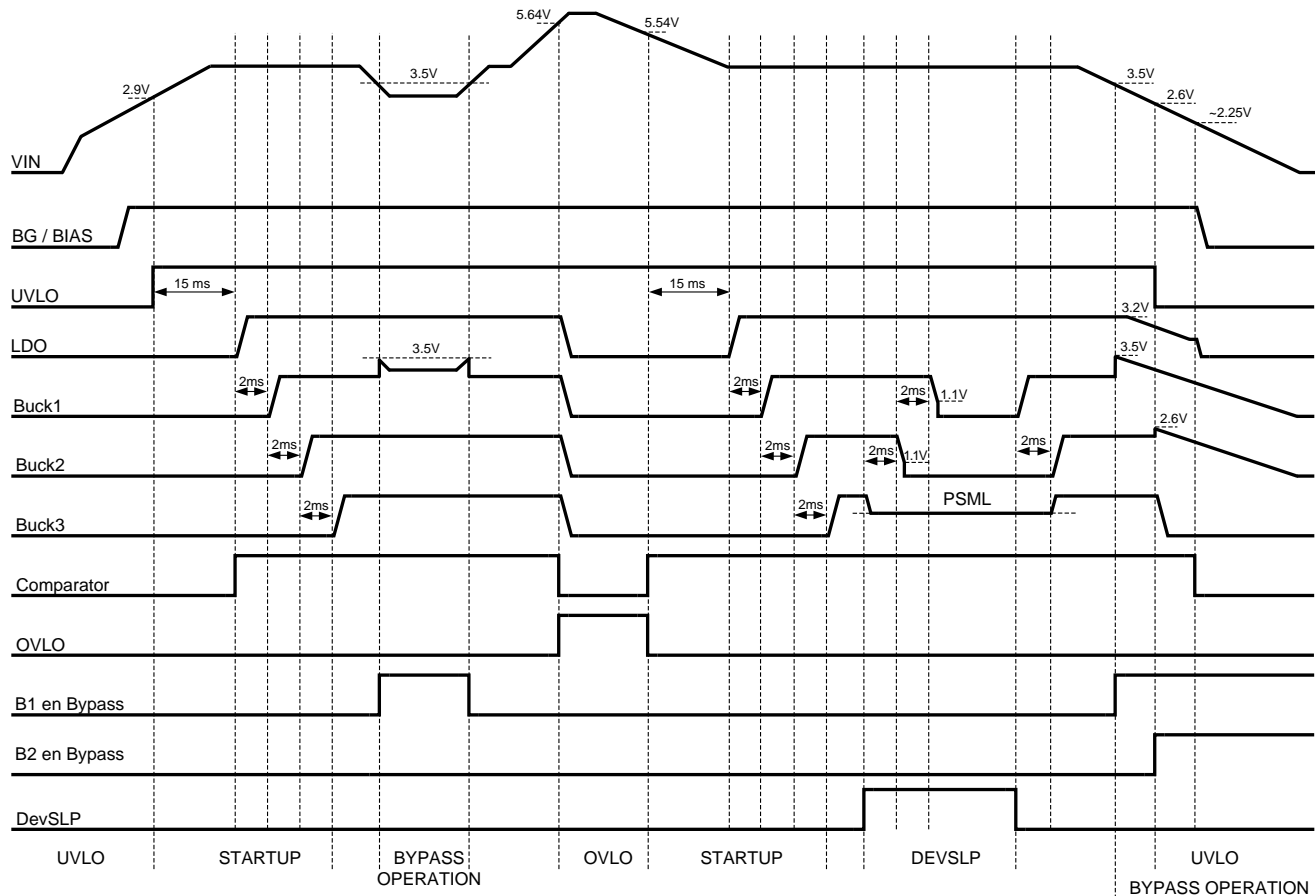 5.64V
5.54V
3.5V
3.5V
2.9V
2.6V
~2.25V
VIN
BG / BIAS
15 ms
15 ms
UVLO
3.2V
LDO
3.5V
3.5V
2ms
2ms
2ms
1.1V
Buck1
2.6V
2ms
2ms
2ms
1.1V
2ms
Buck2
2ms
2ms
PSML
Buck3
Comparator
OVLO
B1 en Bypass
B2 en Bypass
DevSLP
UVLO
STARTUP
BYPASS
OPERATION
OVLO
STARTUP
DEVSLP
UVLO
BYPASS OPERATION